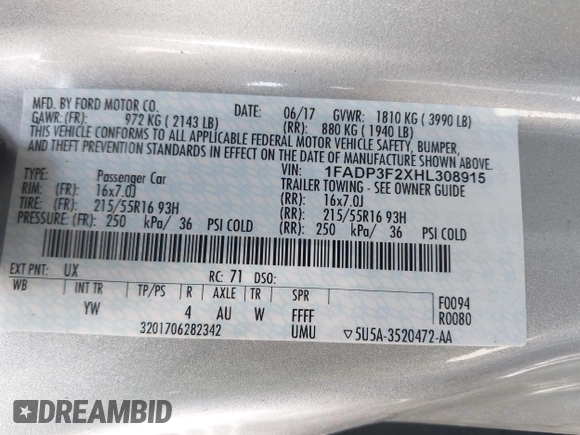 MFD. BY FORD MOTOR CO. DATE: 06/17 GVWR: 1810 KG ( 3990 LB)
GAWR: (FR): 972 KG ( 2143 LB) (RR): 880 KG ( 1940 LB)
THIS VEHICLE CONFORMS TO ALL APPLICABLE FEDERAL MOTOR VEHICLE SAFETY, BUMPER,
AND THEFT PREVENTION STANDARDS IN EFFECT ON THE DATE OF MANUFACTURE SHOWN ABOVE.
VIN: 1FADP3F2XHL308915
TYPE: Passenger Car TRAILER TOWING - SEE OWNER GUIDE
RIM: (FR): 16x7.0J (RR): 16x7.0J
TIRE: (FR): 215/55R16 93H (RR): 215/55R16 93H
PRESSURE: (FR): 250 kPa/ 36 PSI COLD (RR): 250 kPa/ 36 PSI COLD
EXT PNT: UX RC: 71 DSO:
WB INT TR TP/PS R AXLE TR SPR F0094
YW 4 AU W FFFF R0080
3201706282342 UMU ▽5U5A-3520472-AA
DREAMBID